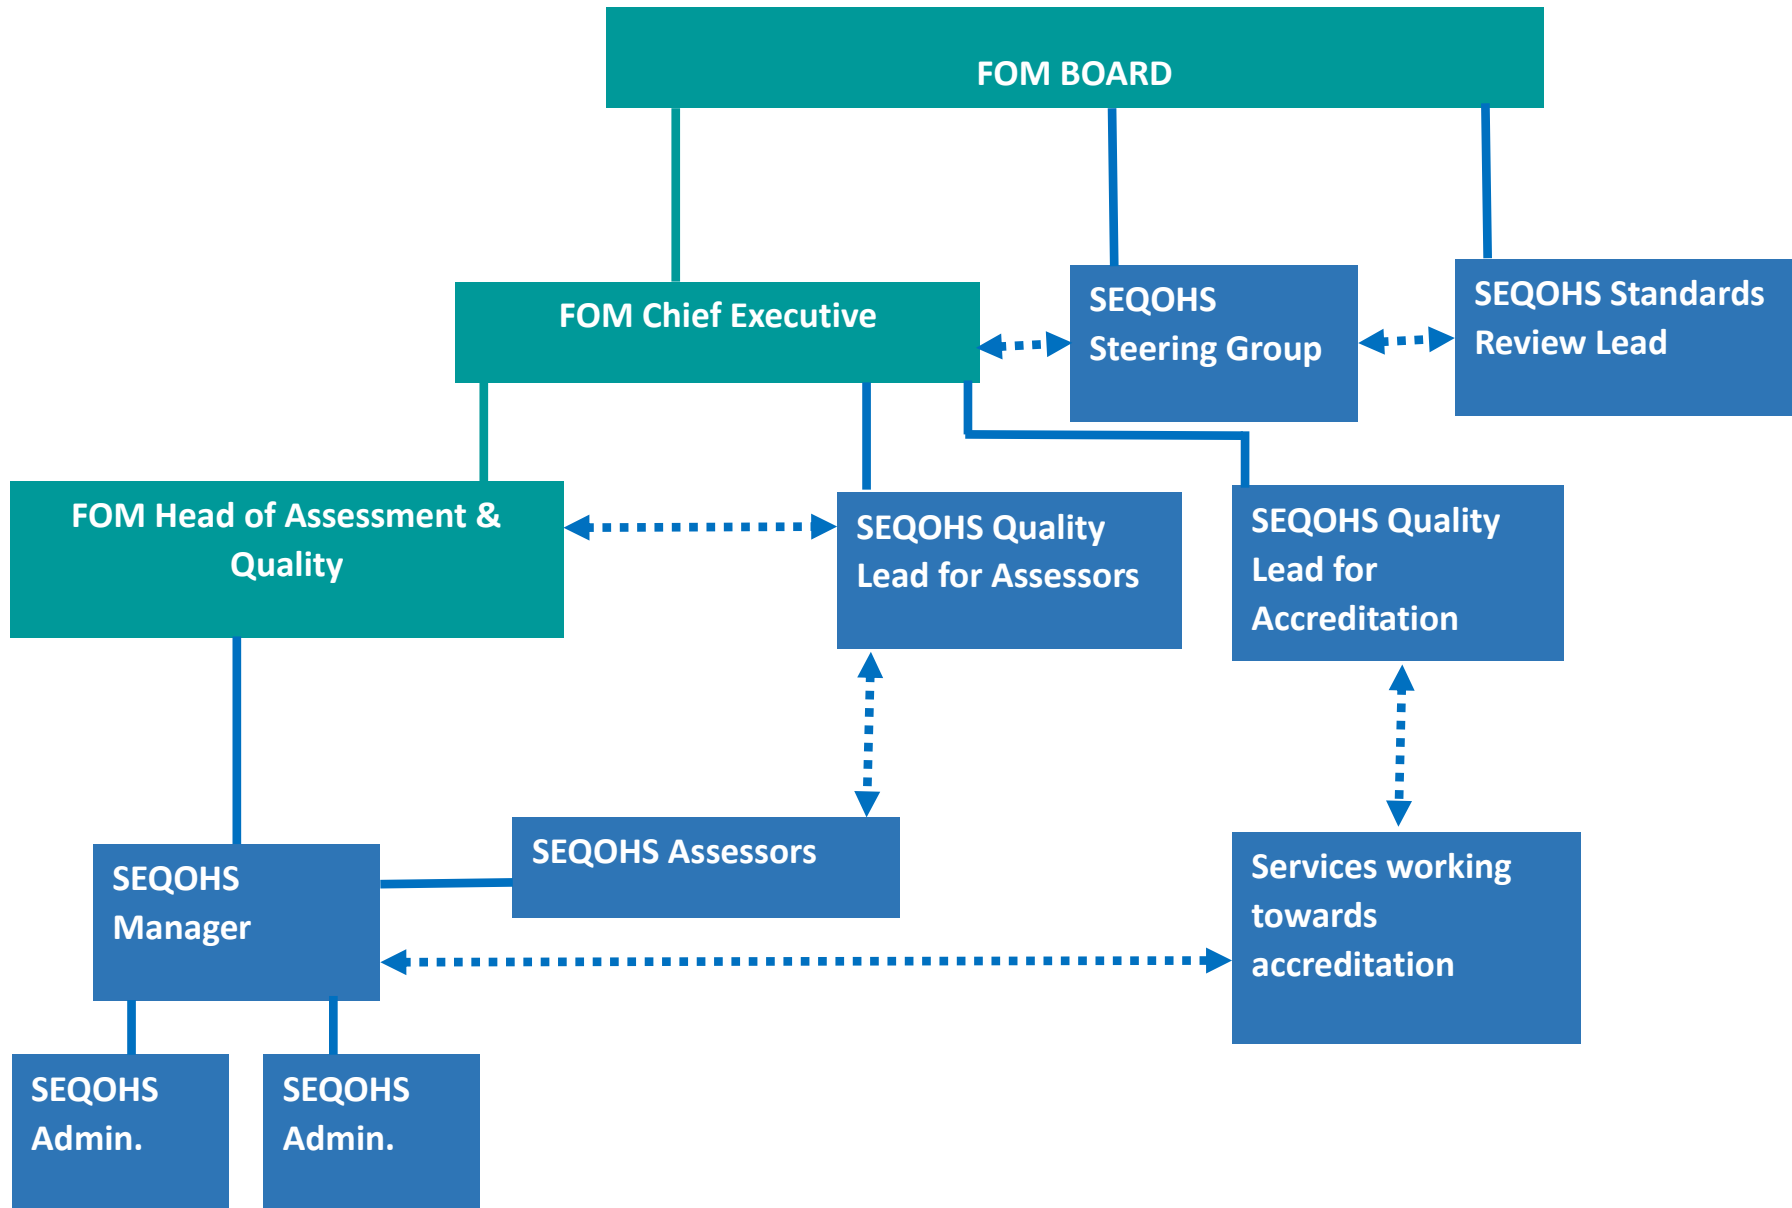 FOM BOARD
FOM Chief Executive
SEQOHS
Steering Group
SEQOHS Standards
Review Lead
FOM Head of Assessment &
Quality
SEQOHS Quality
Lead for Assessors
SEQOHS Quality
Lead for
Accreditation
SEQOHS Assessors
SEQOHS
Manager
Services working
towards
accreditation
SEQOHS
Admin.
SEQOHS
Admin.